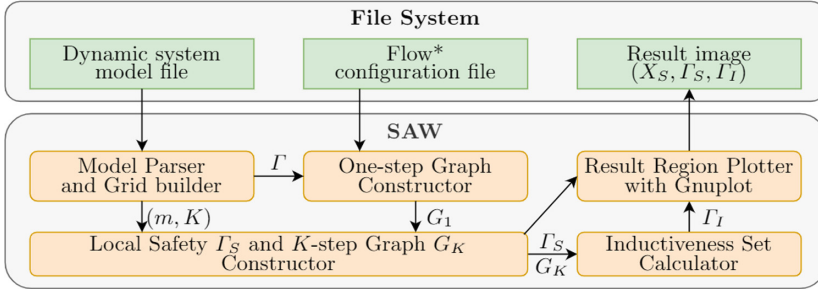 File System
Dynamic system
model file
Flow*
configuration file
Result image
(X_S, Γ_S, Γ_I)
SAW
Model Parser
and Grid builder
Γ
One-step Graph
Constructor
Result Region Plotter
with Gnuplot
(m, K)
G_1
Γ_I
Local Safety Γ_S and K-step Graph G_K
Constructor
Γ_S
G_K
Inductiveness Set
Calculator